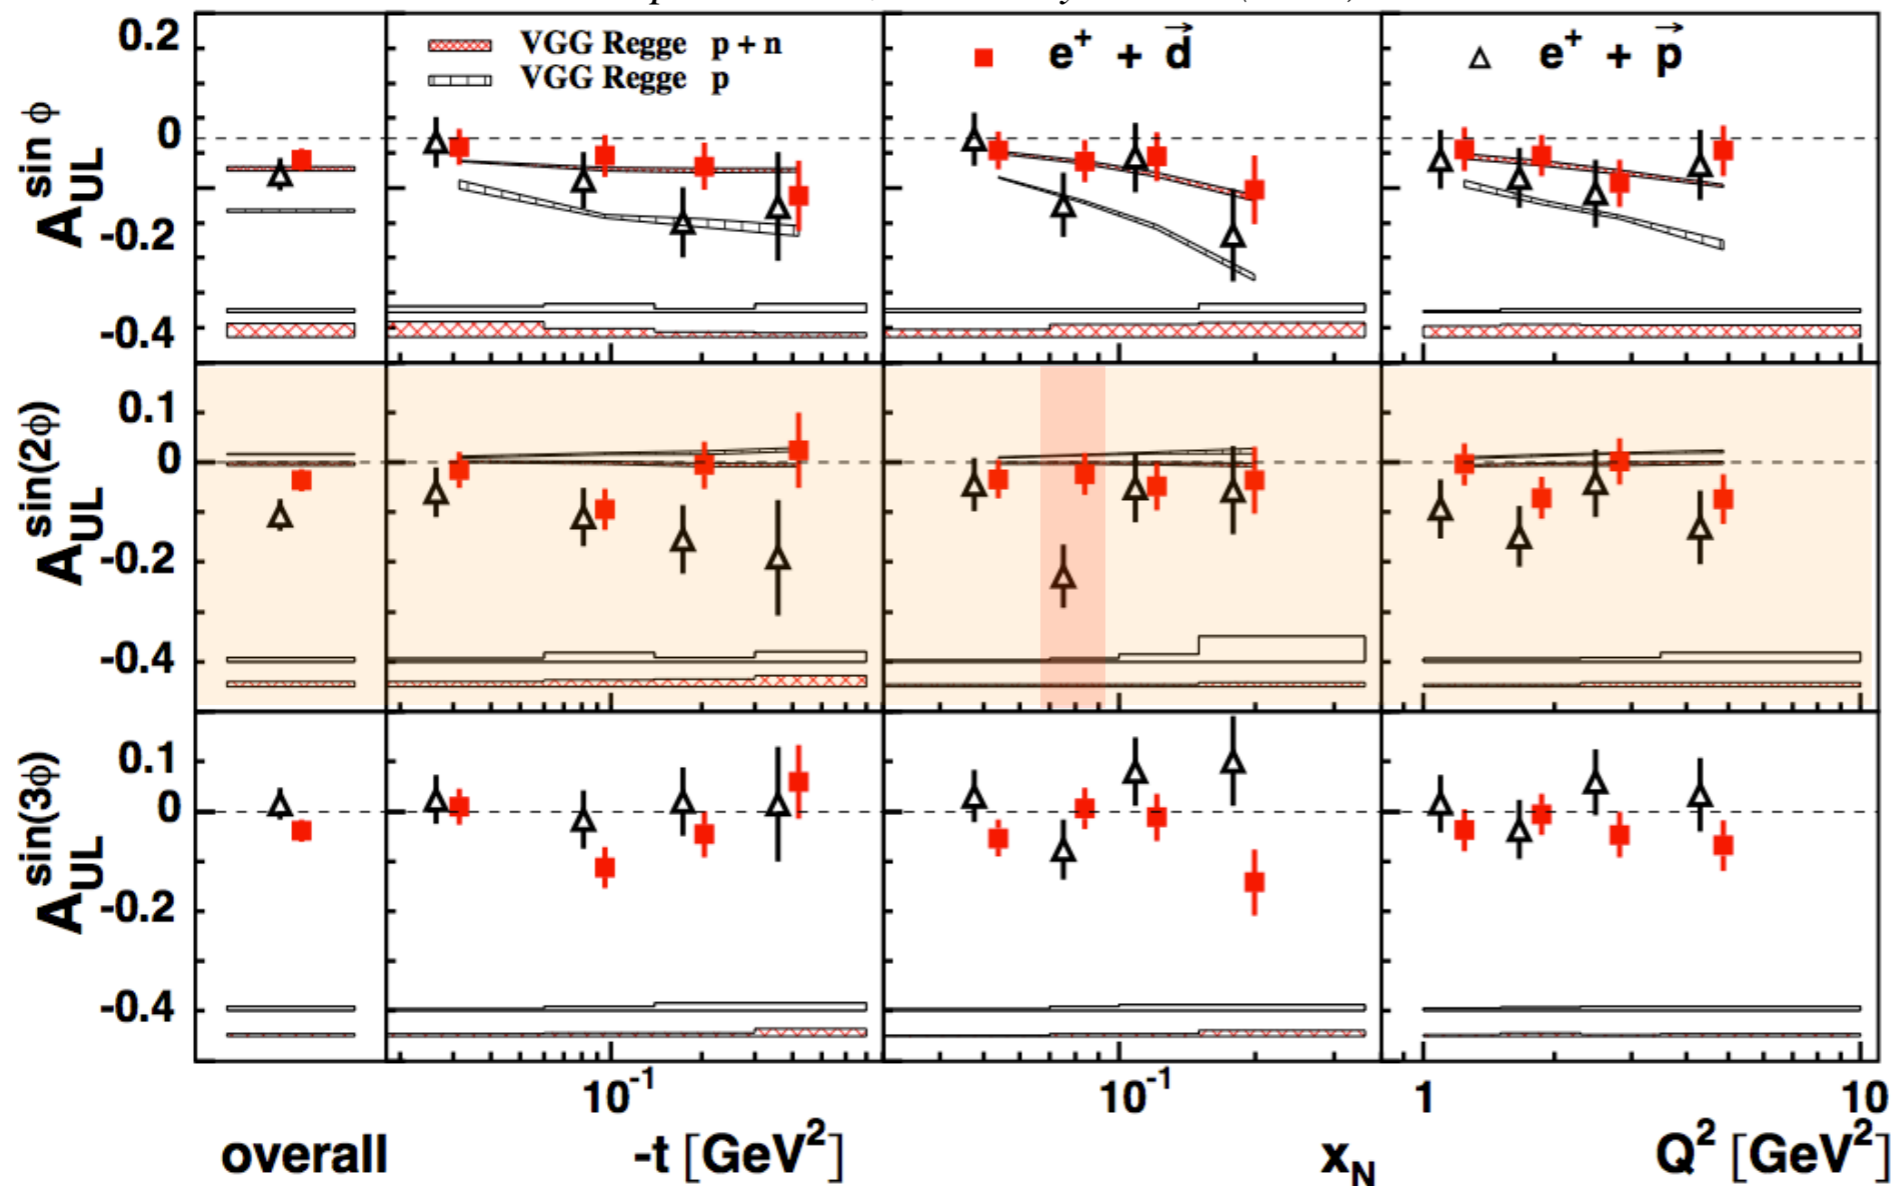 VGG Regge p + n
VGG Regge p
e+ + d⃗
e+ + p⃗
A_UL^sin ϕ
0.2
0
-0.2
-0.4
A_UL^sin(2ϕ)
0.1
0
-0.2
-0.4
A_UL^sin(3ϕ)
0.1
0
-0.2
-0.4
10^-1
10^-1
1
10
overall
-t [GeV^2]
x_N
Q^2 [GeV^2]